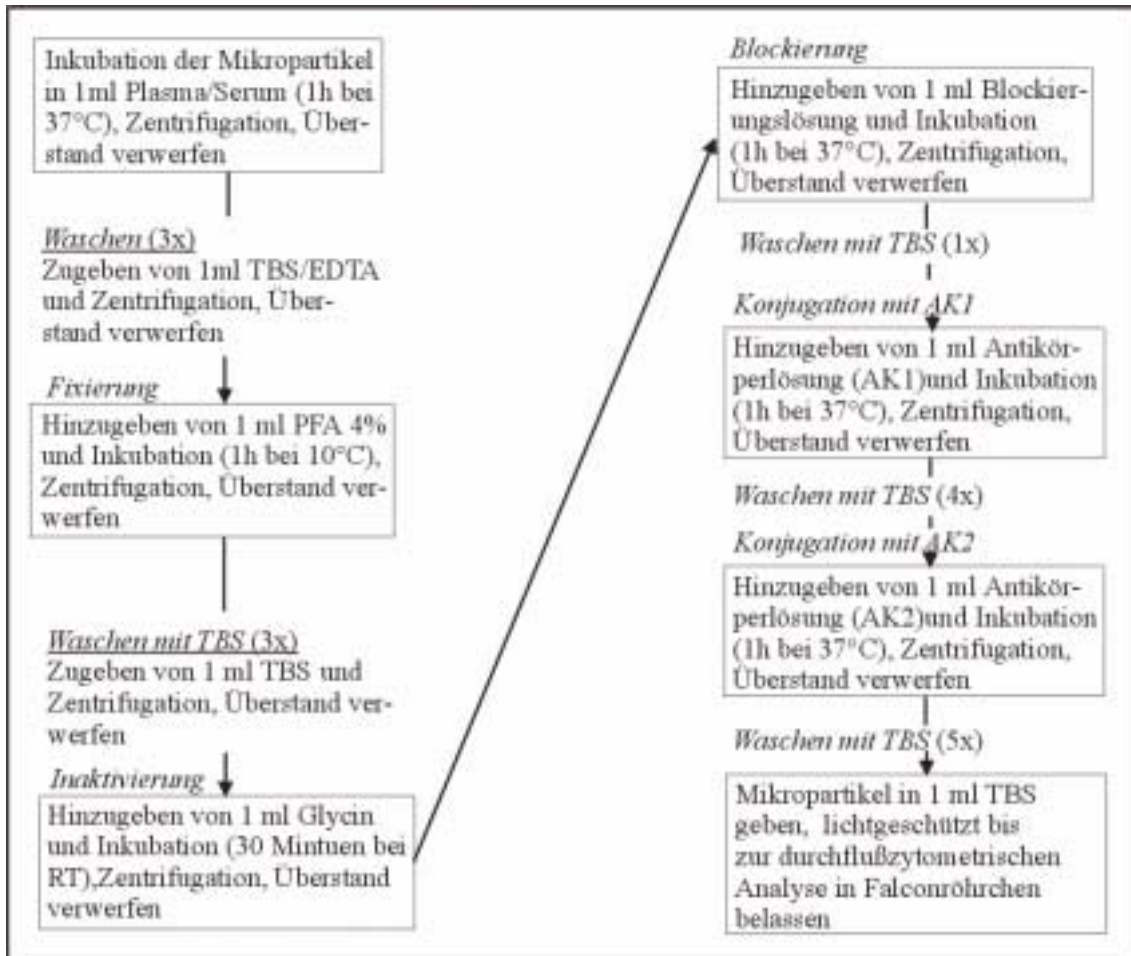 Inkubation der Mikropartikel
in 1ml Plasma/Serum (1h bei
37°C), Zentrifugation, Über-
stand verwerfen
Waschen (3x)
Zugeben von 1ml TBS/EDTA
und Zentrifugation, Über-
stand verwerfen
Fixierung
Hinzugeben von 1 ml PFA 4%
und Inkubation (1h bei 10°C),
Zentrifugation, Überstand ver-
werfen
Waschen mit TBS (3x)
Zugeben von 1 ml TBS und
Zentrifugation, Überstand ver-
werfen
Inaktivierung
Hinzugeben von 1 ml Glycin
und Inkubation (30 Mintuen bei
RT),Zentrifugation, Überstand
verwerfen
Blockierung
Hinzugeben von 1 ml Blockier-
ungslösung und Inkubation
(1h bei 37°C), Zentrifugation,
Überstand verwerfen
Waschen mit TBS (1x)
Konjugation mit AK1
Hinzugeben von 1 ml Antikör-
perlösung (AK1)und Inkubation
(1h bei 37°C), Zentrifugation,
Überstand verwerfen
Waschen mit TBS (4x)
Konjugation mit AK2
Hinzugeben von 1 ml Antikör-
perlösung (AK2)und Inkubation
(1h bei 37°C), Zentrifugation,
Überstand verwerfen
Waschen mit TBS (5x)
Mikropartikel in 1 ml TBS
geben, lichtgeschützt bis
zur durchflußzytometrischen
Analyse in Falconröhrchen
belassen